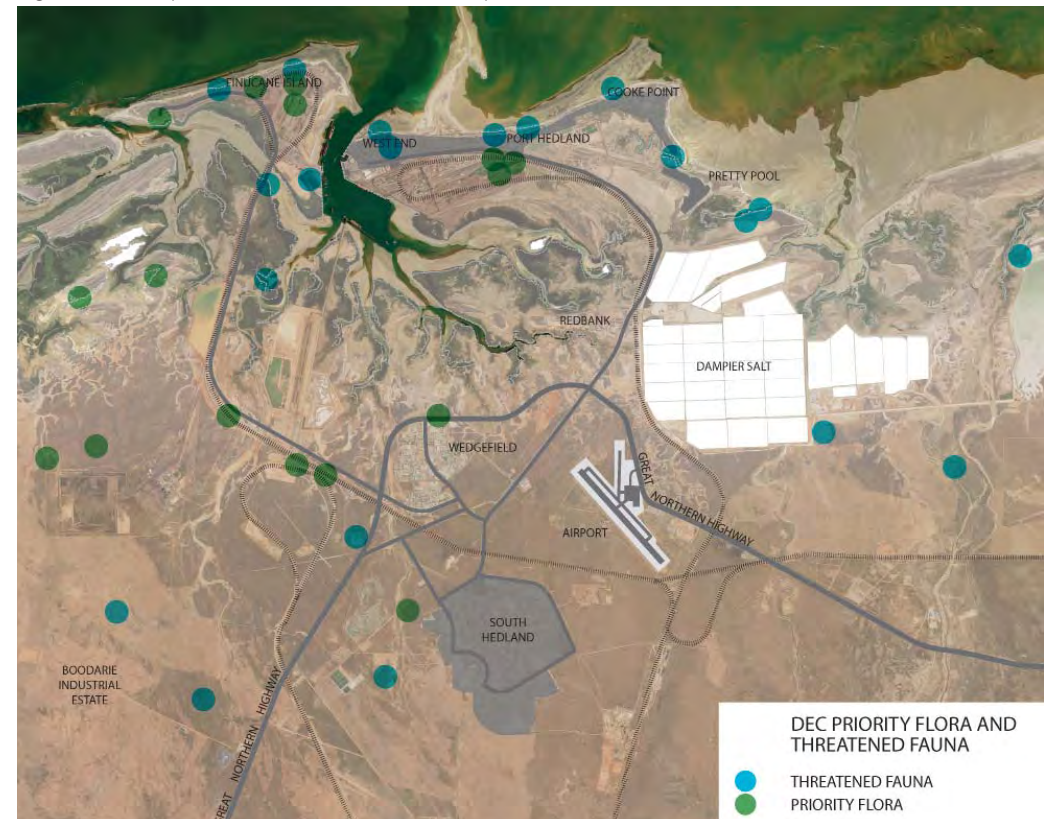 FINUCANE ISLAND
COOKE POINT
WEST END
PORT HEDLAND
PRETTY POOL
REDBANK
DAMPIER SALT
WEDGEFIELD
GREAT NORTHERN HIGHWAY
AIRPORT
SOUTH
HEDLAND
BOODARIE
INDUSTRIAL
ESTATE
GREAT NORTHERN HIGHWAY
DEC PRIORITY FLORA AND
THREATENED FAUNA
THREATENED FAUNA
PRIORITY FLORA